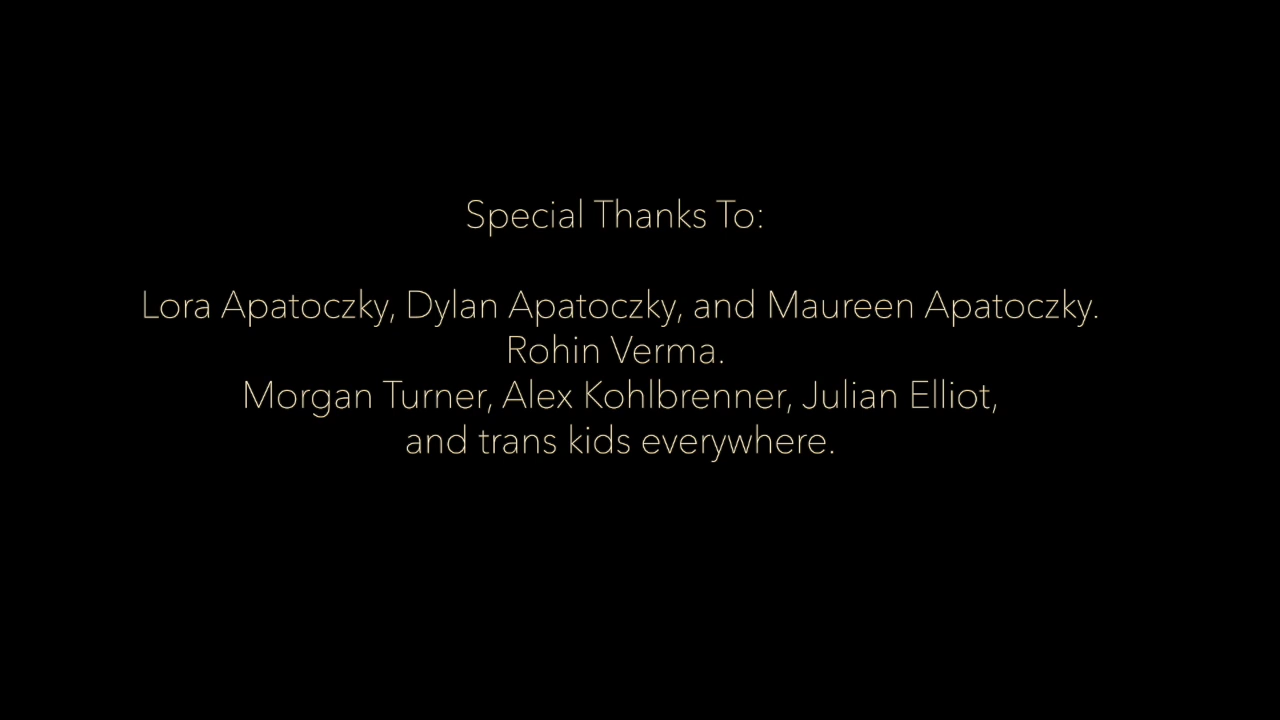 Special Thanks To:
Lora Apatoczky, Dylan Apatoczky, and Maureen Apatoczky.
Rohin Verma.
Morgan Turner, Alex Kohlbrenner, Julian Elliot,
and trans kids everywhere.